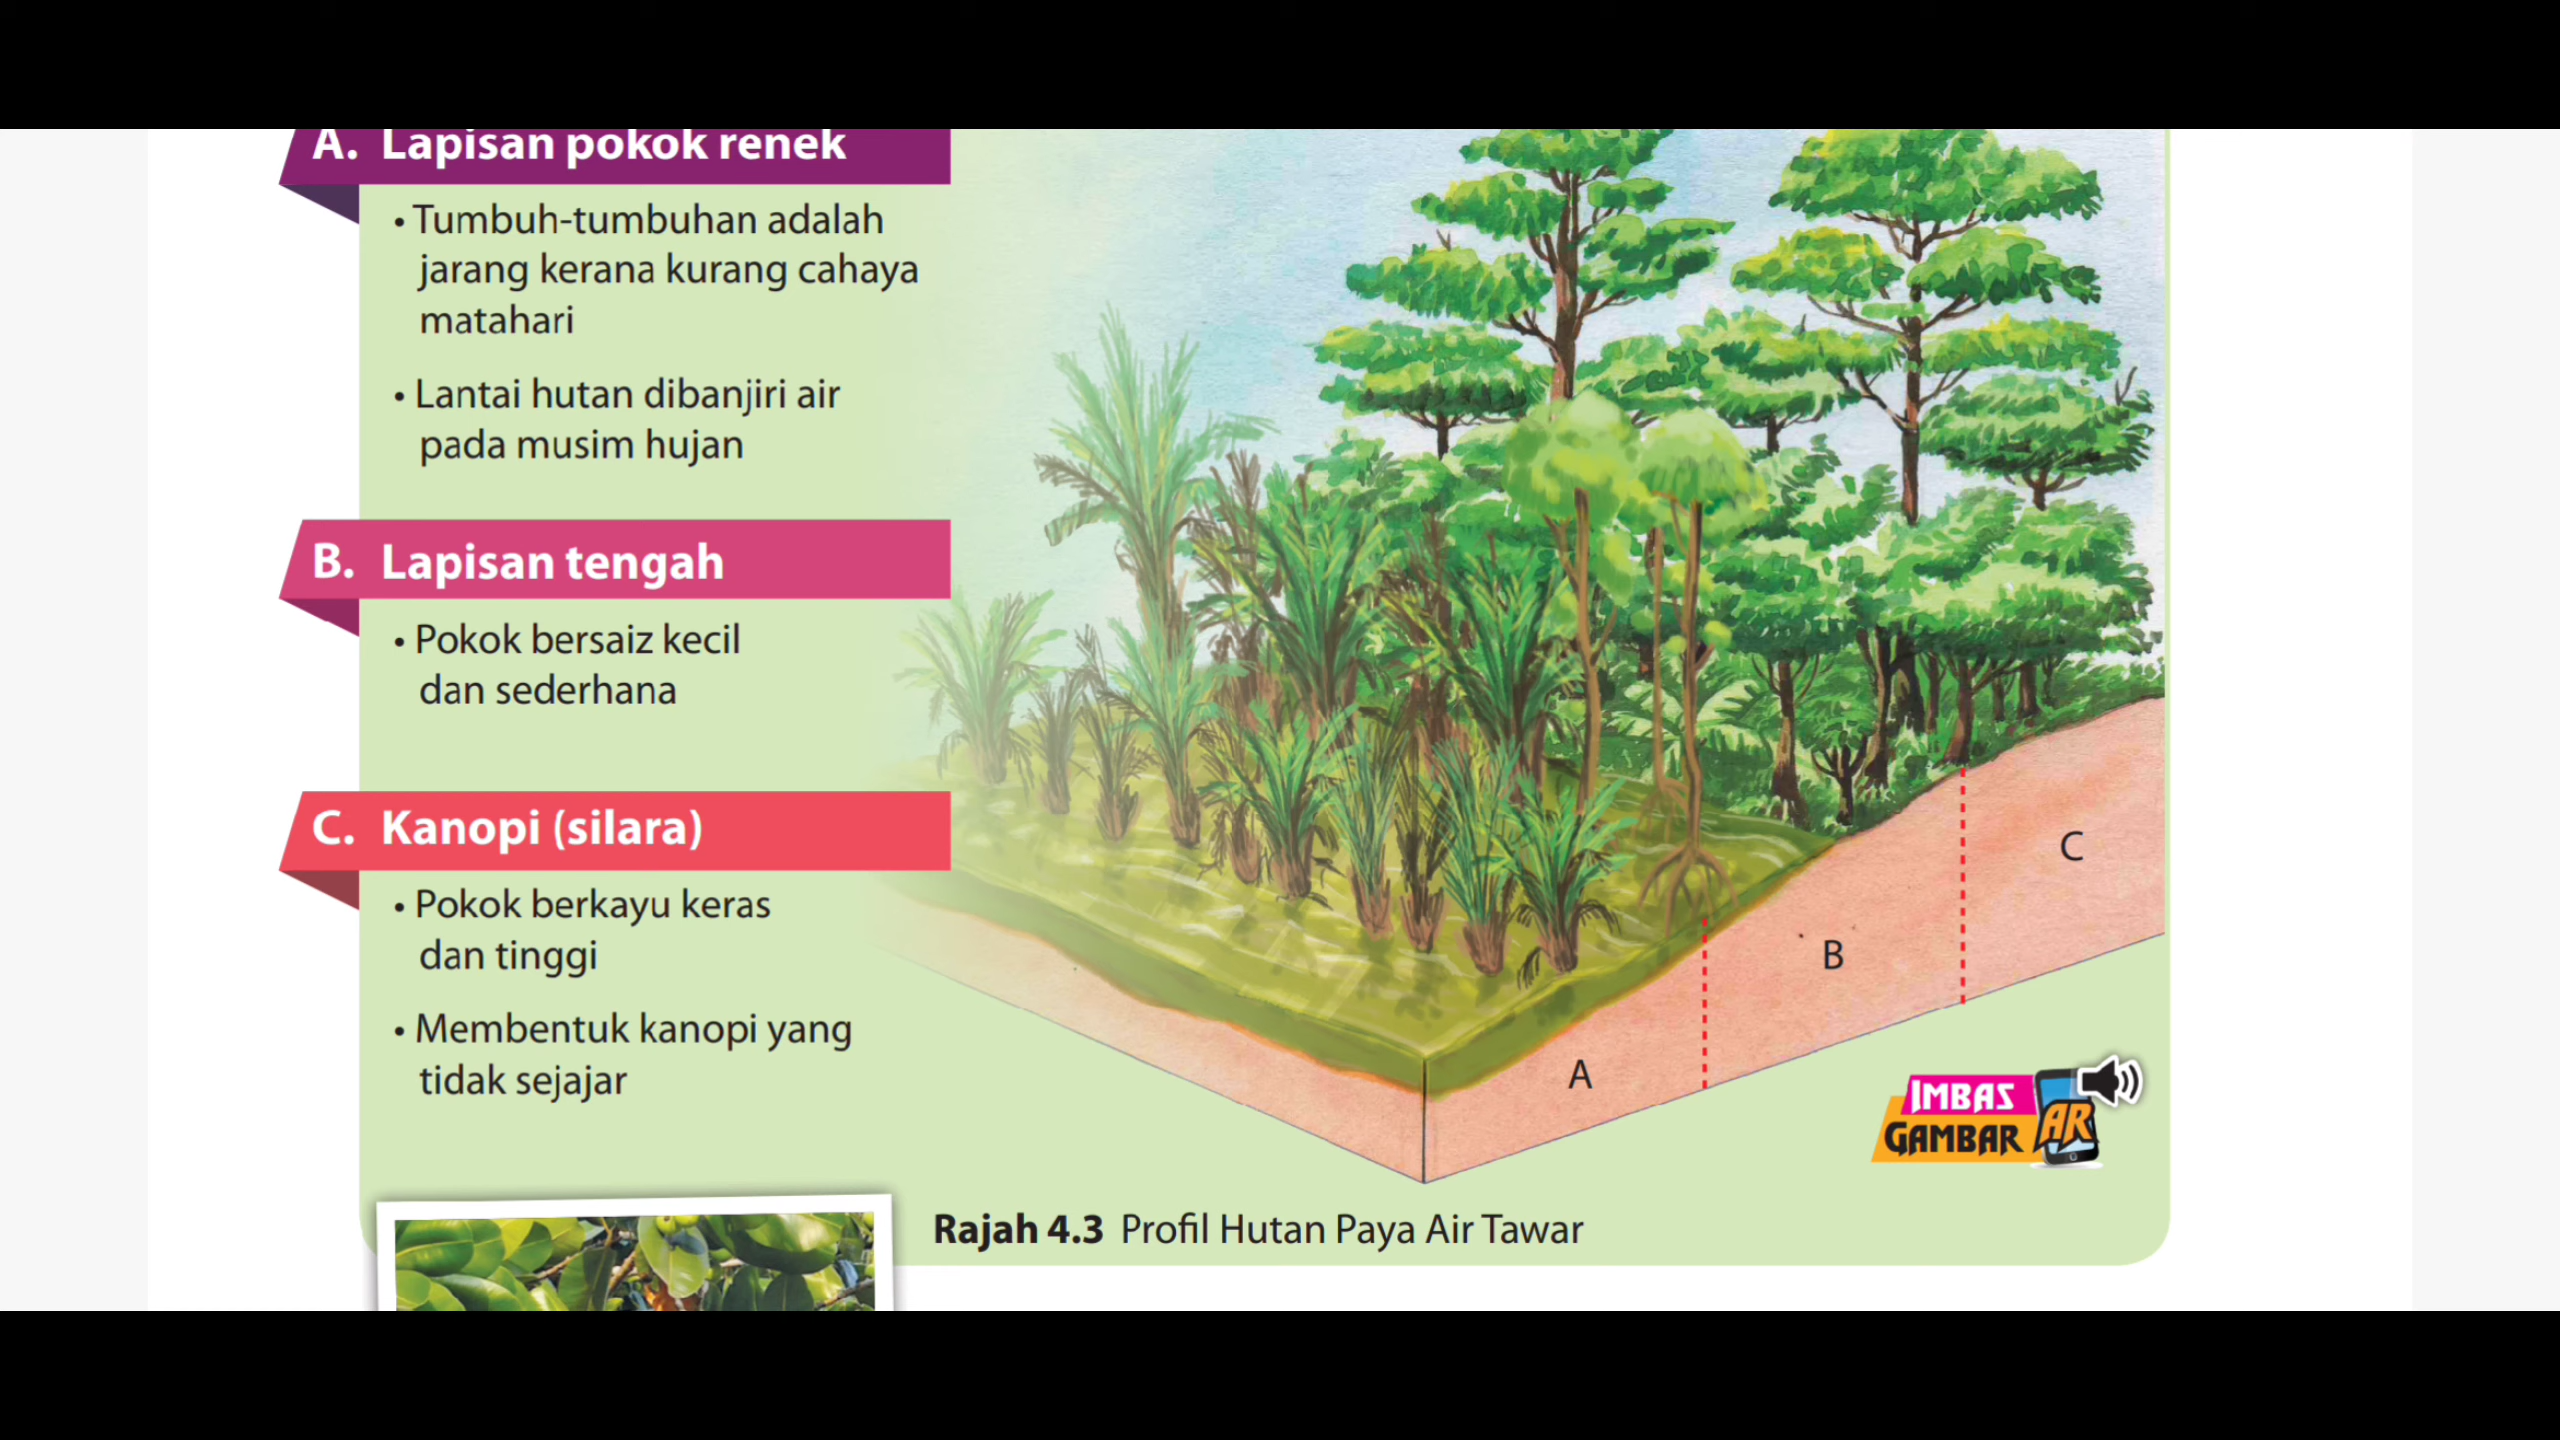 A. Lapisan pokok renek
• Tumbuh-tumbuhan adalah
jarang kerana kurang cahaya
matahari
• Lantai hutan dibanjiri air
pada musim hujan
B. Lapisan tengah
• Pokok bersaiz kecil
dan sederhana
C. Kanopi (silara)
• Pokok berkayu keras
dan tinggi
• Membentuk kanopi yang
tidak sejajar
A
B
C
IMBAS
GAMBAR AR
Rajah 4.3 Profil Hutan Paya Air Tawar